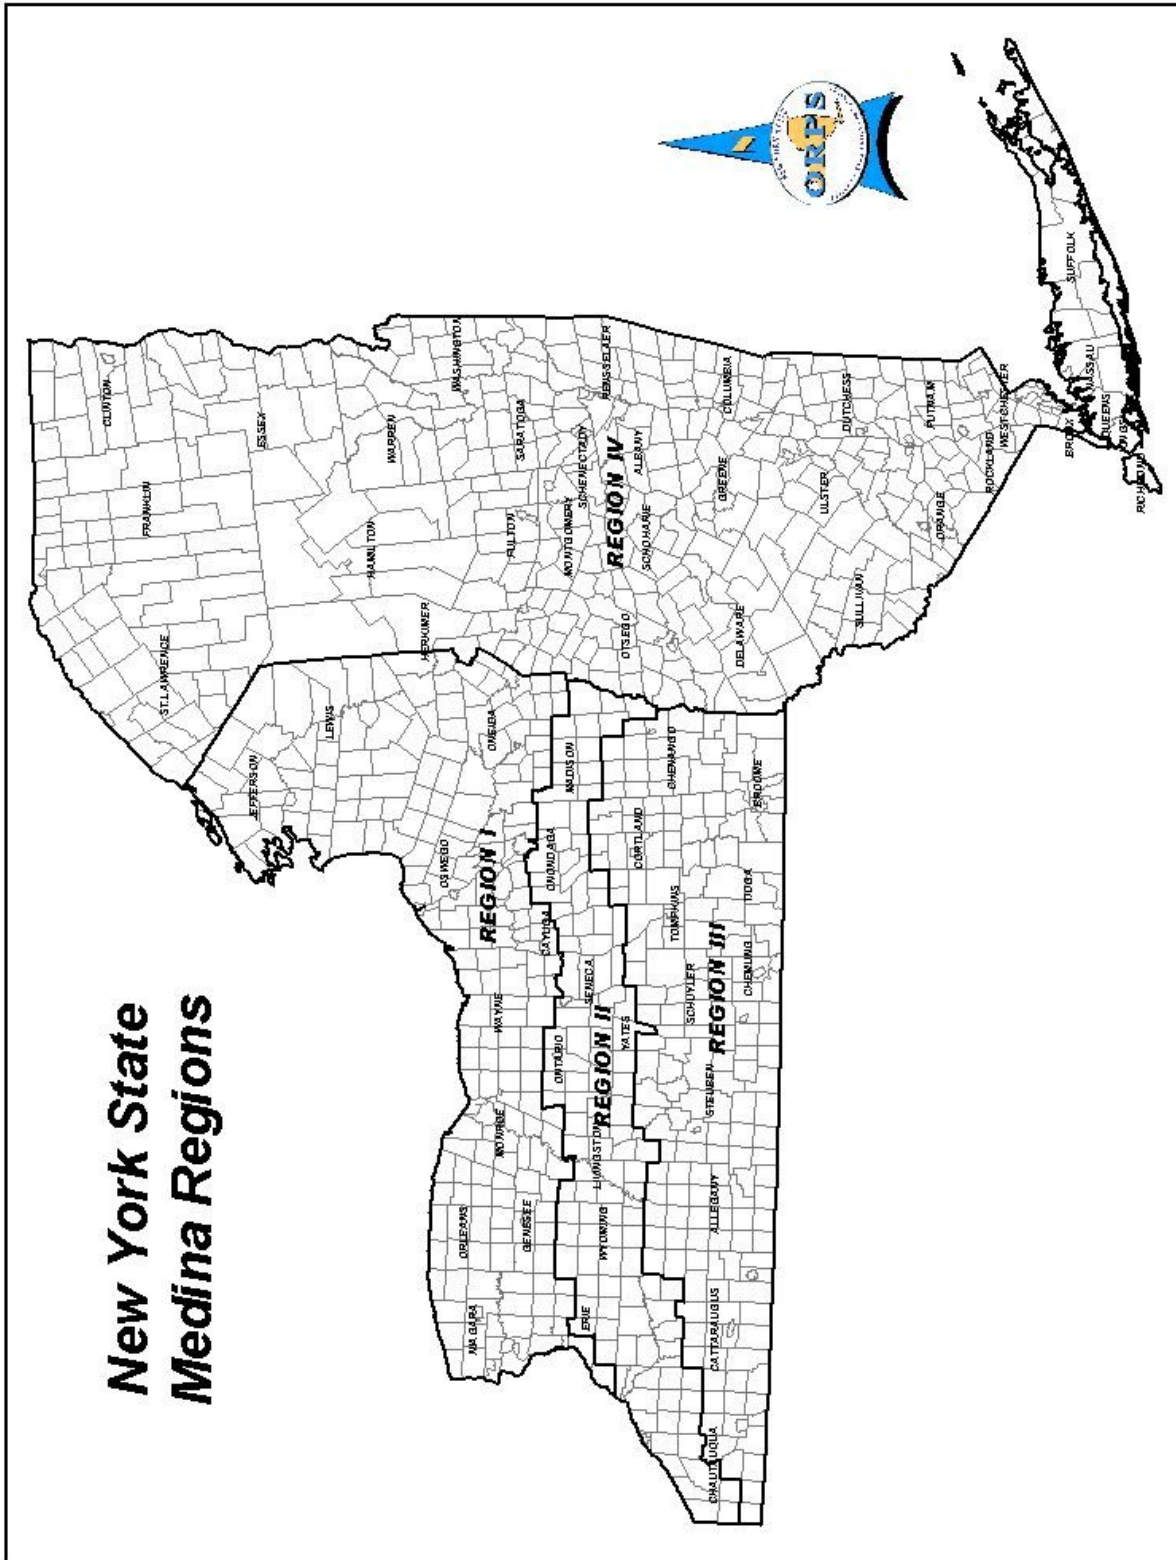 New York State
Medina Regions
ORPS
CLINTON
FRANKLIN
ST.LAWRENCE
ESSEX
JEFFERSON
LEWIS
HAMILTON
WARREN
HERKIMER
WASHINGTON
OSWEGO
ONEIDA
FULTON
SARATOGA
REGION I
NIAGARA
ORLEANS
MONROE
WAYNE
GENESEE
CAYUGA
ONONDAGA
MADISON
MONTGOMERY
SCHENECTADY
RENSSELAER
REGION IV
ERIE
WYOMING
LIVINGSTON
ONTARIO
SENECA
YATES
REGION II
OTSEGO
SCHOHARIE
ALBANY
CORTLAND
CHENANGO
TOMPKINS
SCHUYLER
REGION III
CHAUTAUQUA
CATTARAUGUS
ALLEGANY
STEUBEN
CHEMUNG
TIOGA
BROOME
DELAWARE
GREENE
COLUMBIA
ULSTER
DUTCHESS
SULLIVAN
ORANGE
PUTNAM
ROCKLAND
WESTCHESTER
BRONX
NASSAU
SUFFOLK
QUEENS
RICHMOND